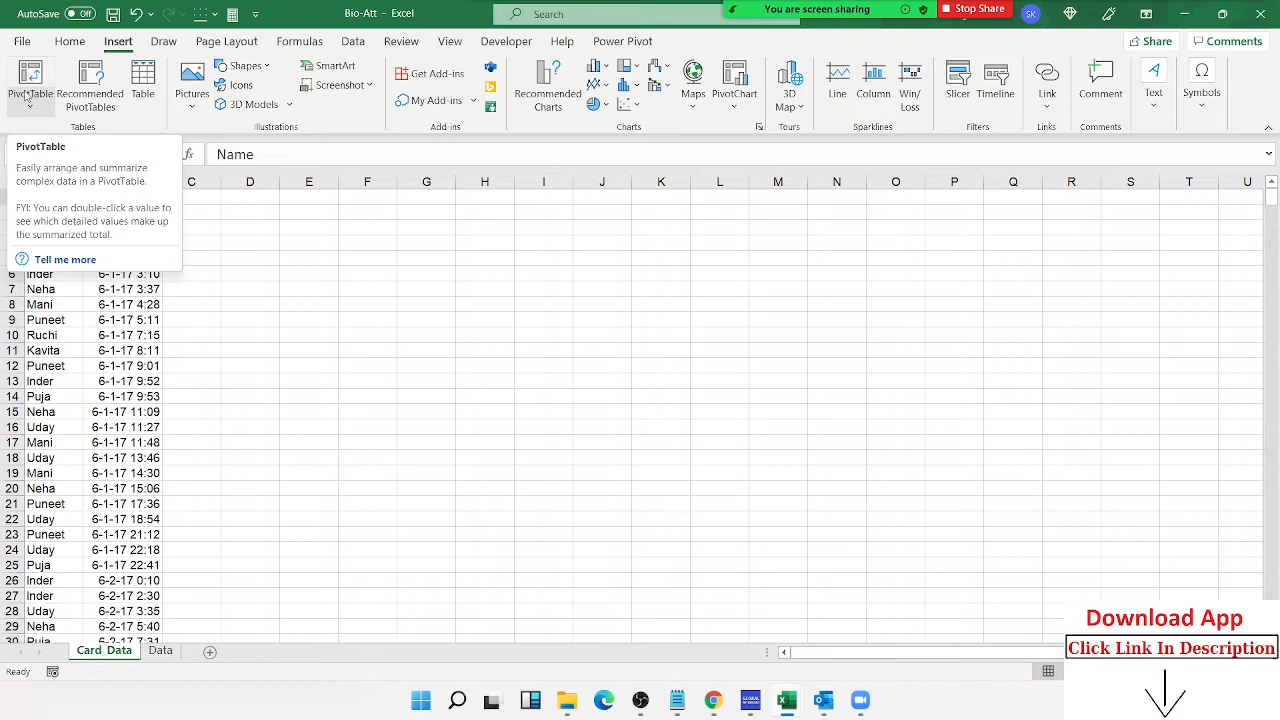 AutoSave Off Bio-At - Excel Search You are screen sharing Stop Share SK
File Home Insert Draw Page Layout Formulas Data Review View Developer Help Power Pivot Share Comments
PivotTable Recommended PivotTables Table Pictures Shapes Icons 3D Models SmartArt Screenshot Get Add-ins My Add-ins Recommended Charts Maps PivotChart 3D Map Line Column Win/Loss Slicer Timeline Link Comment Text Symbols
Tables Illustrations Add-ins Charts Tours Sparklines Filters Links Comments
PivotTable
Easily arrange and summarize
complex data in a PivotTable.
FYI: You can double-click a value to
see which detailed values make up
the summarized total.
Tell me more
fx Name
C D E F G H I J K L M N O P Q R S T U
6 Inder 6-1-17 3:10
7 Neha 6-1-17 3:37
8 Mani 6-1-17 4:28
9 Puneet 6-1-17 5:11
10 Ruchi 6-1-17 7:15
11 Kavita 6-1-17 8:11
12 Puneet 6-1-17 9:01
13 Inder 6-1-17 9:52
14 Puja 6-1-17 9:53
15 Neha 6-1-17 11:09
16 Uday 6-1-17 11:27
17 Mani 6-1-17 11:48
18 Uday 6-1-17 13:46
19 Mani 6-1-17 14:30
20 Neha 6-1-17 15:06
21 Puneet 6-1-17 17:36
22 Uday 6-1-17 18:54
23 Puneet 6-1-17 21:12
24 Uday 6-1-17 22:18
25 Puja 6-1-17 22:41
26 Inder 6-2-17 0:10
27 Inder 6-2-17 2:30
28 Uday 6-2-17 3:35
29 Neha 6-2-17 5:40
30 Puja 6-2-17 7:31
Card_Data Data
Ready
Download App
Click Link In Description